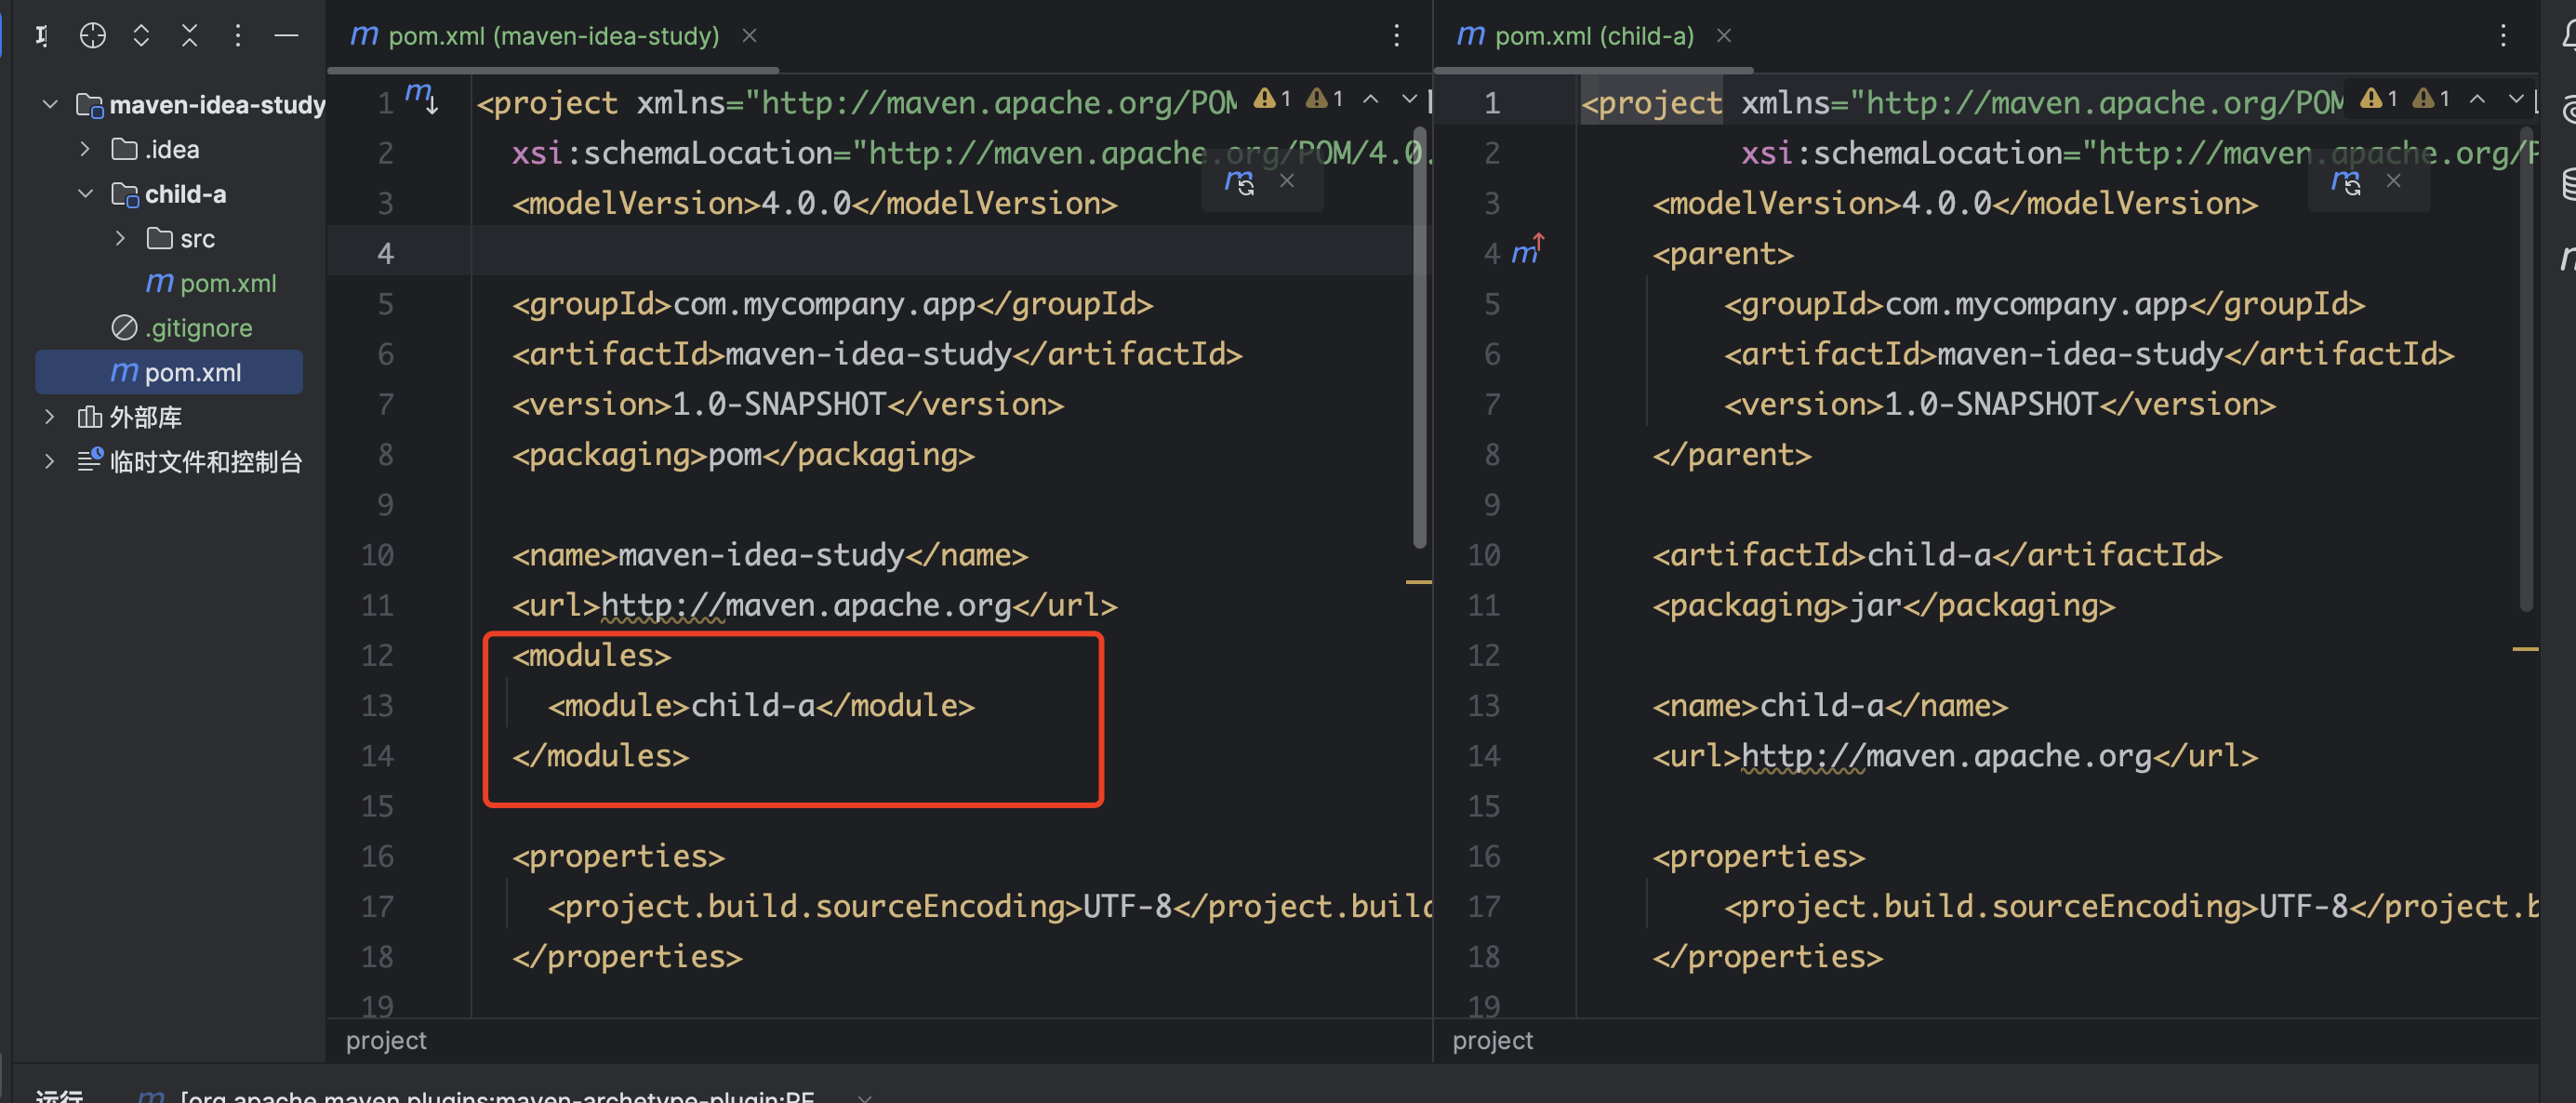 maven-idea-study
.idea
child-a
src
pom.xml
.gitignore
pom.xml
外部库
临时文件和控制台
pom.xml (maven-idea-study)
1 <project xmlns="http://maven.apache.org/POM
1 1
2 xsi:schemaLocation="http://maven.apache.org/POM/4.0.
3 <modelVersion>4.0.0</modelVersion>
4
5 <groupId>com.mycompany.app</groupId>
6 <artifactId>maven-idea-study</artifactId>
7 <version>1.0-SNAPSHOT</version>
8 <packaging>pom</packaging>
9
10 <name>maven-idea-study</name>
11 <url>http://maven.apache.org</url>
12 <modules>
13 <module>child-a</module>
14 </modules>
15
16 <properties>
17 <project.build.sourceEncoding>UTF-8</project.build
18 </properties>
19
project
pom.xml (child-a)
1 <project xmlns="http://maven.apache.org/POM
1 1
2 xsi:schemaLocation="http://maven.apache.org/P
3 <modelVersion>4.0.0</modelVersion>
4 <parent>
5 <groupId>com.mycompany.app</groupId>
6 <artifactId>maven-idea-study</artifactId>
7 <version>1.0-SNAPSHOT</version>
8 </parent>
9
10 <artifactId>child-a</artifactId>
11 <packaging>jar</packaging>
12
13 <name>child-a</name>
14 <url>http://maven.apache.org</url>
15
16 <properties>
17 <project.build.sourceEncoding>UTF-8</project.b
18 </properties>
19
project
运行 [org.apache.maven.plugins:maven-archetype-plugin:RE